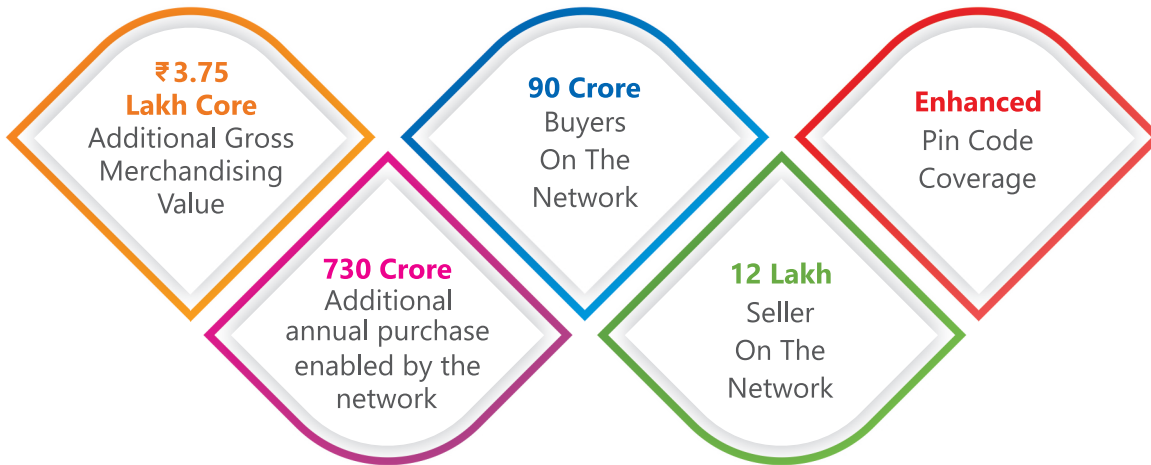 ₹3.75
Lakh Core
Additional Gross
Merchandising
Value
730 Crore
Additional
annual purchase
enabled by the
network
90 Crore
Buyers
On The
Network
12 Lakh
Seller
On The
Network
Enhanced
Pin Code
Coverage